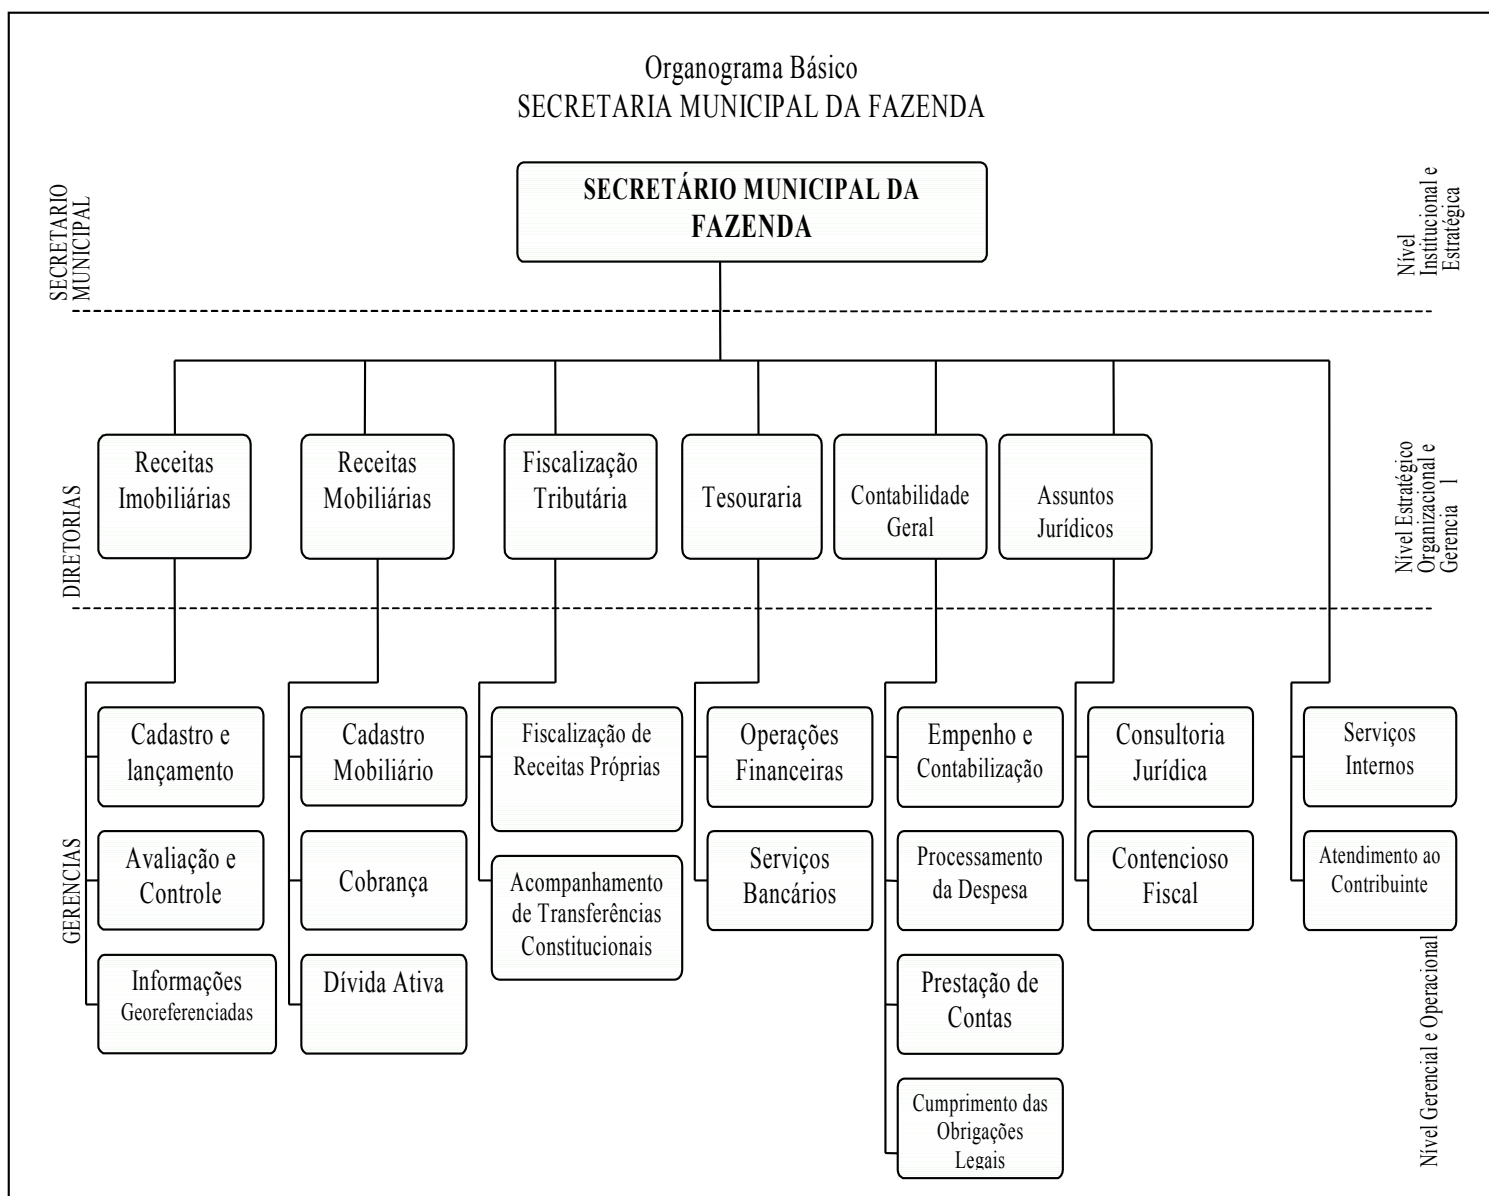 Organograma Básico
SECRETARIA MUNICIPAL DA FAZENDA
SECRETÁRIO MUNICIPAL DA
FAZENDA
SECRETARIO
MUNICIPAL
Nível
Institucional e
Estratégica
DIRETORIAS
Receitas
Imobiliárias
Receitas
Mobiliárias
Fiscalização
Tributária
Tesouraria
Contabilidade
Geral
Assuntos
Jurídicos
Nível Estratégico
Organizacional e
Gerencia l
GERENCIAS
Cadastro e
lançamento
Avaliação e
Controle
Informações
Georeferenciadas
Cadastro
Mobiliário
Cobrança
Dívida Ativa
Fiscalização de
Receitas Próprias
Acompanhamento
de Transferências
Constitucionais
Operações
Financeiras
Serviços
Bancários
Empenho e
Contabilização
Processamento
da Despesa
Prestação de
Contas
Cumprimento das
Obrigações
Legais
Consultoria
Jurídica
Contencioso
Fiscal
Serviços
Internos
Atendimento ao
Contribuinte
Nível Gerencial e Operacional